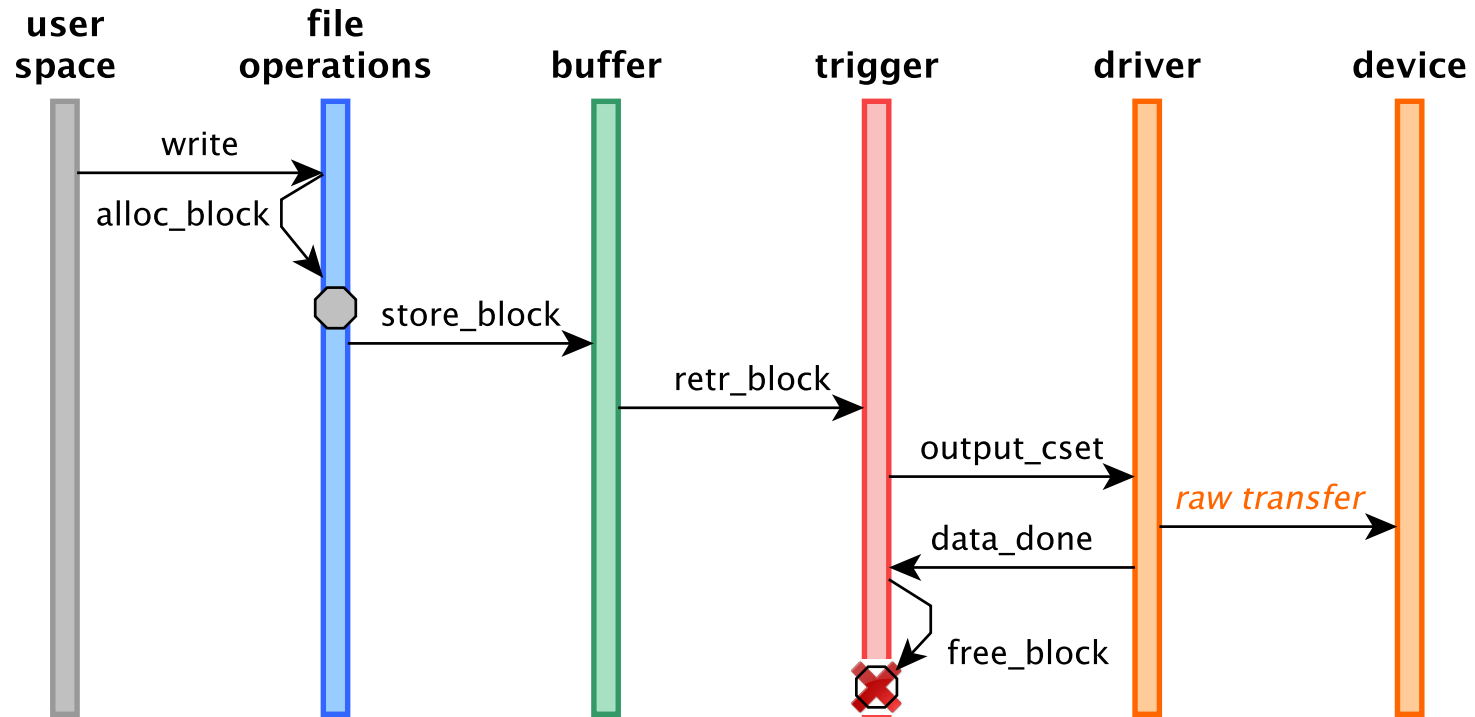 user
space
file
operations
buffer
trigger
driver
device
write
alloc_block
store_block
retr_block
output_cset
raw transfer
data_done
free_block